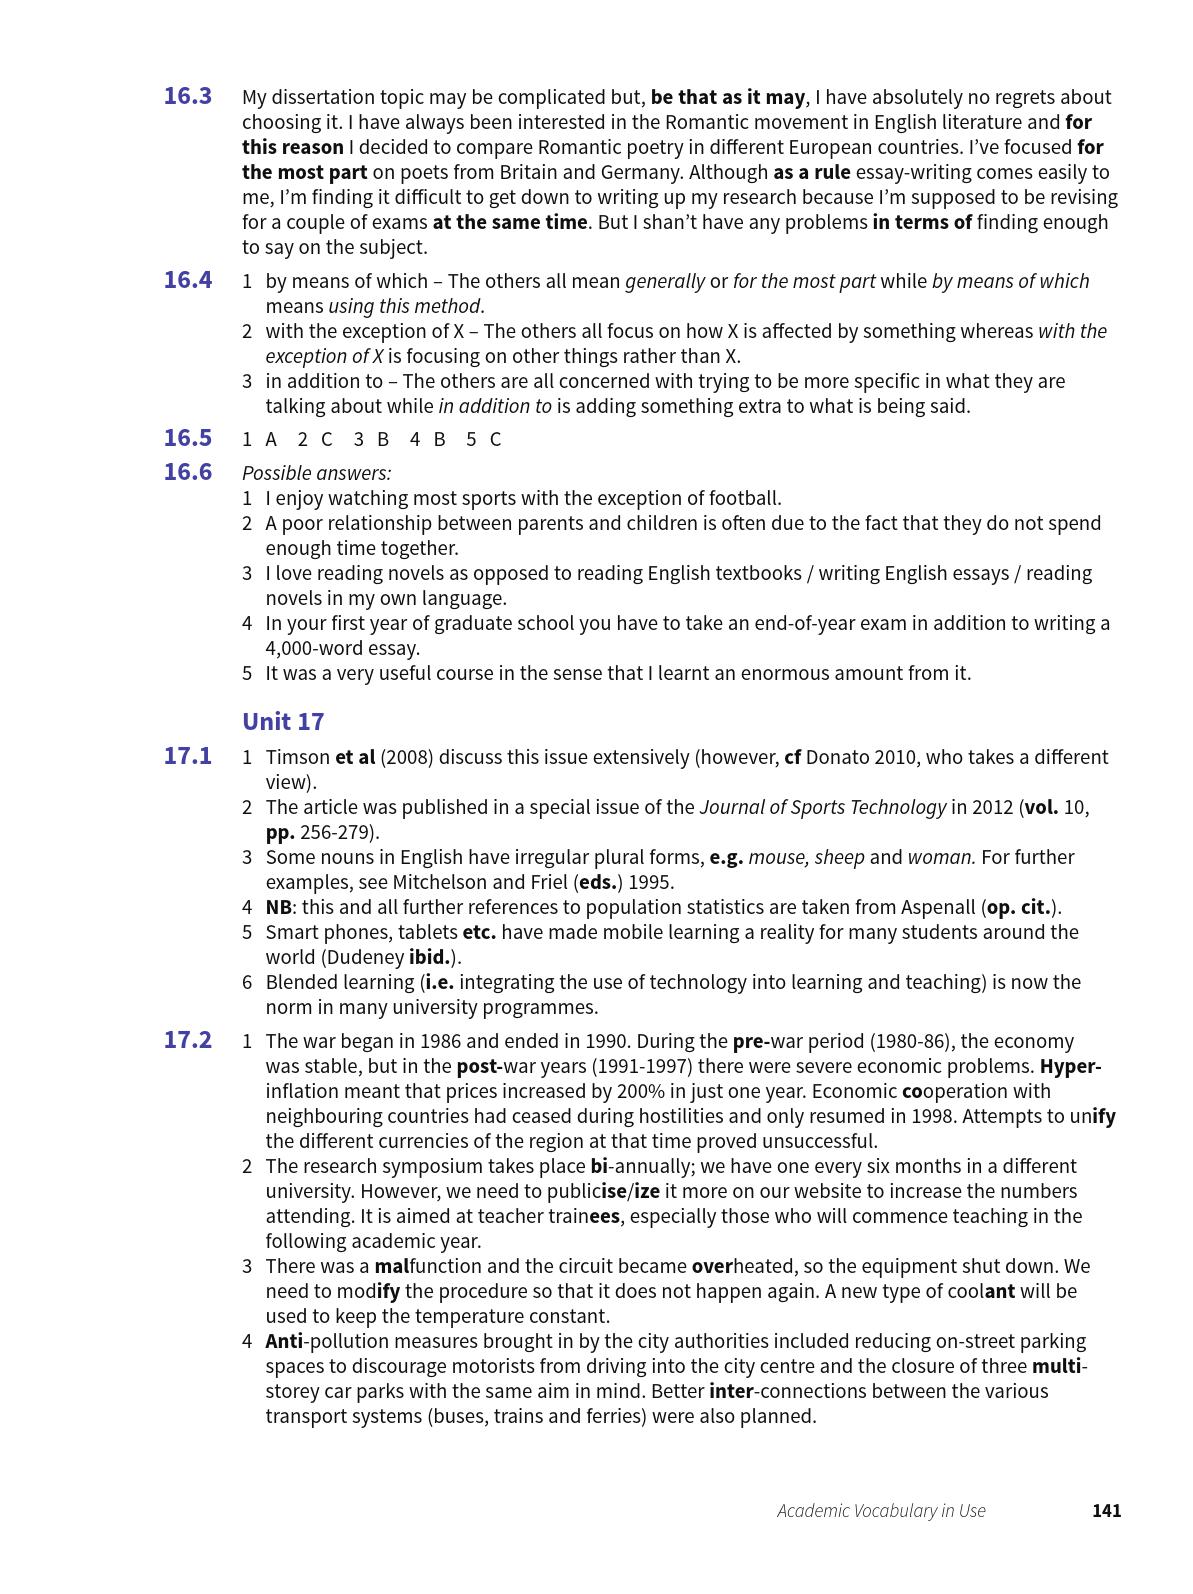 16.3 My dissertation topic may be complicated but, be that as it may, I have absolutely no regrets about
choosing it. I have always been interested in the Romantic movement in English literature and for
this reason I decided to compare Romantic poetry in different European countries. I’ve focused for
the most part on poets from Britain and Germany. Although as a rule essay-writing comes easily to
me, I’m finding it difficult to get down to writing up my research because I’m supposed to be revising
for a couple of exams at the same time. But I shan’t have any problems in terms of finding enough
to say on the subject.
16.4 1 by means of which – The others all mean generally or for the most part while by means of which
means using this method.
2 with the exception of X – The others all focus on how X is affected by something whereas with the
exception of X is focusing on other things rather than X.
3 in addition to – The others are all concerned with trying to be more specific in what they are
talking about while in addition to is adding something extra to what is being said.
16.5 1 A 2 C 3 B 4 B 5 C
16.6 Possible answers:
1 I enjoy watching most sports with the exception of football.
2 A poor relationship between parents and children is often due to the fact that they do not spend
enough time together.
3 I love reading novels as opposed to reading English textbooks / writing English essays / reading
novels in my own language.
4 In your first year of graduate school you have to take an end-of-year exam in addition to writing a
4,000-word essay.
5 It was a very useful course in the sense that I learnt an enormous amount from it.
Unit 17
17.1 1 Timson et al (2008) discuss this issue extensively (however, cf Donato 2010, who takes a different
view).
2 The article was published in a special issue of the Journal of Sports Technology in 2012 (vol. 10,
pp. 256-279).
3 Some nouns in English have irregular plural forms, e.g. mouse, sheep and woman. For further
examples, see Mitchelson and Friel (eds.) 1995.
4 NB: this and all further references to population statistics are taken from Aspenall (op. cit.).
5 Smart phones, tablets etc. have made mobile learning a reality for many students around the
world (Dudeney ibid.).
6 Blended learning (i.e. integrating the use of technology into learning and teaching) is now the
norm in many university programmes.
17.2 1 The war began in 1986 and ended in 1990. During the pre-war period (1980-86), the economy
was stable, but in the post-war years (1991-1997) there were severe economic problems. Hyper-
inflation meant that prices increased by 200% in just one year. Economic cooperation with
neighbouring countries had ceased during hostilities and only resumed in 1998. Attempts to unify
the different currencies of the region at that time proved unsuccessful.
2 The research symposium takes place bi-annually; we have one every six months in a different
university. However, we need to publicise/ize it more on our website to increase the numbers
attending. It is aimed at teacher trainees, especially those who will commence teaching in the
following academic year.
3 There was a malfunction and the circuit became overheated, so the equipment shut down. We
need to modify the procedure so that it does not happen again. A new type of coolant will be
used to keep the temperature constant.
4 Anti-pollution measures brought in by the city authorities included reducing on-street parking
spaces to discourage motorists from driving into the city centre and the closure of three multi-
storey car parks with the same aim in mind. Better inter-connections between the various
transport systems (buses, trains and ferries) were also planned.
Academic Vocabulary in Use 141